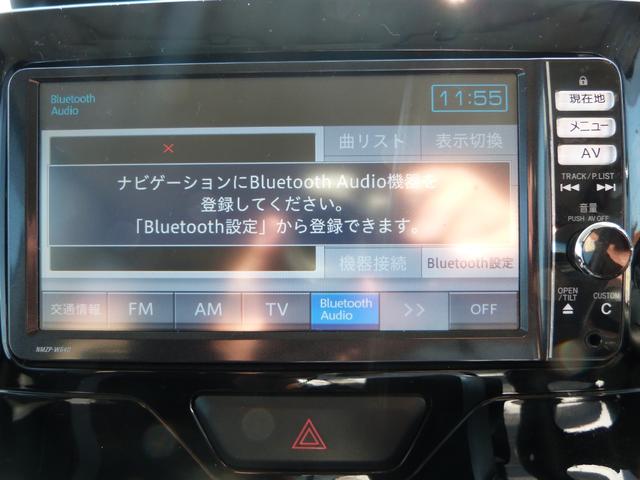 Bluetooth
Audio
11:55
曲リスト
表示切換
ナビゲーションにBluetooth Audio機器を
登録してください。
「Bluetooth設定」から登録できます。
機器接続
Bluetooth設定
交通情報
FM
AM
TV
Bluetooth
Audio
>>
OFF
NMZP-W64D
現在地
メニュー
AV
TRACK/P.LIST
音量
PUSH AV OFF
OPEN
/TILT
CUSTOM
C